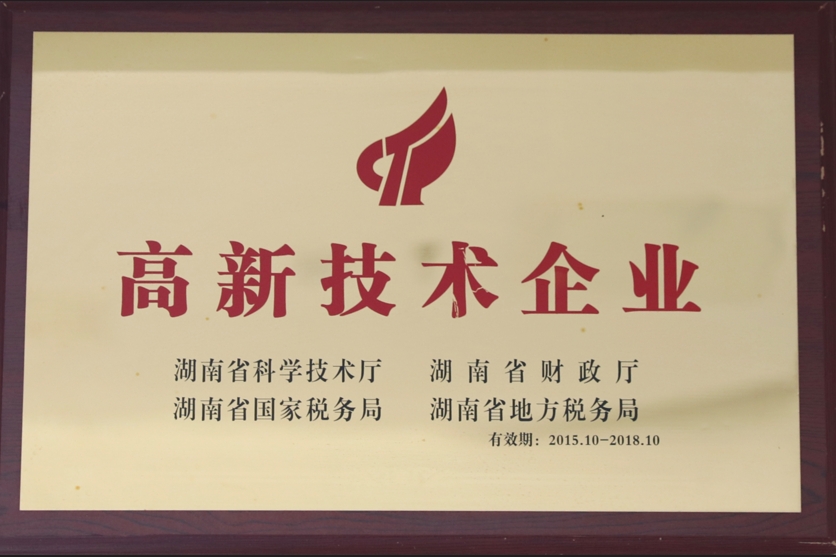 高新技术企业
湖南省科学技术厅 湖南省财政厅
湖南省国家税务局 湖南省地方税务局
有效期：2015.10-2018.10